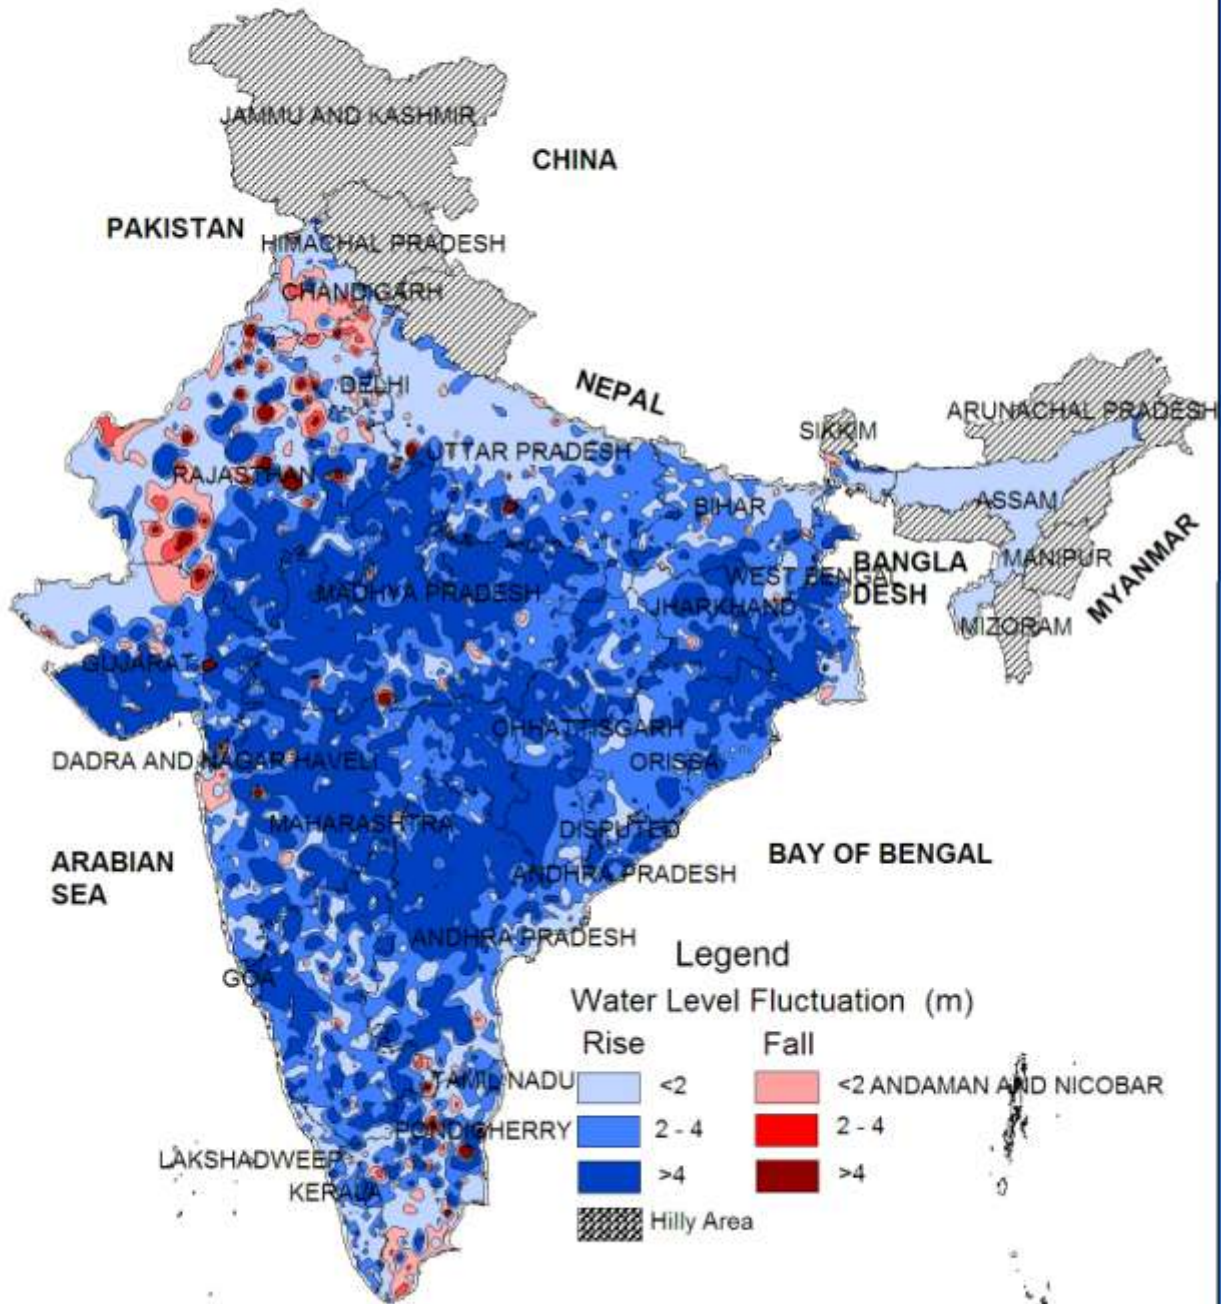 JAMMU AND KASHMIR
CHINA
PAKISTAN
HIMACHAL PRADESH
CHANDIGARH
NEPAL
DELHI
ARUNACHAL PRADESH
SIKKIM
UTTAR PRADESH
RAJASTHAN
BIHAR
ASSAM
BANGLA
DESH
MANIPUR
MYANMAR
WEST BENGAL
MADHYA PRADESH
JHARKHAND
MIZORAM
GUJARAT
CHHATTISGARH
DADRA AND NAGAR HAVELI
ORISSA
MAHARASHTRA
DISPUTED
ARABIAN
SEA
BAY OF BENGAL
ANDHRA PRADESH
ANDHRA PRADESH
GOA
Legend
Water Level Fluctuation (m)
Rise Fall
TAMIL NADU
<2 <2
ANDAMAN AND NICOBAR
PONDICHERRY
2 - 4 2 - 4
LAKSHADWEEP
>4 >4
KERALA
Hilly Area